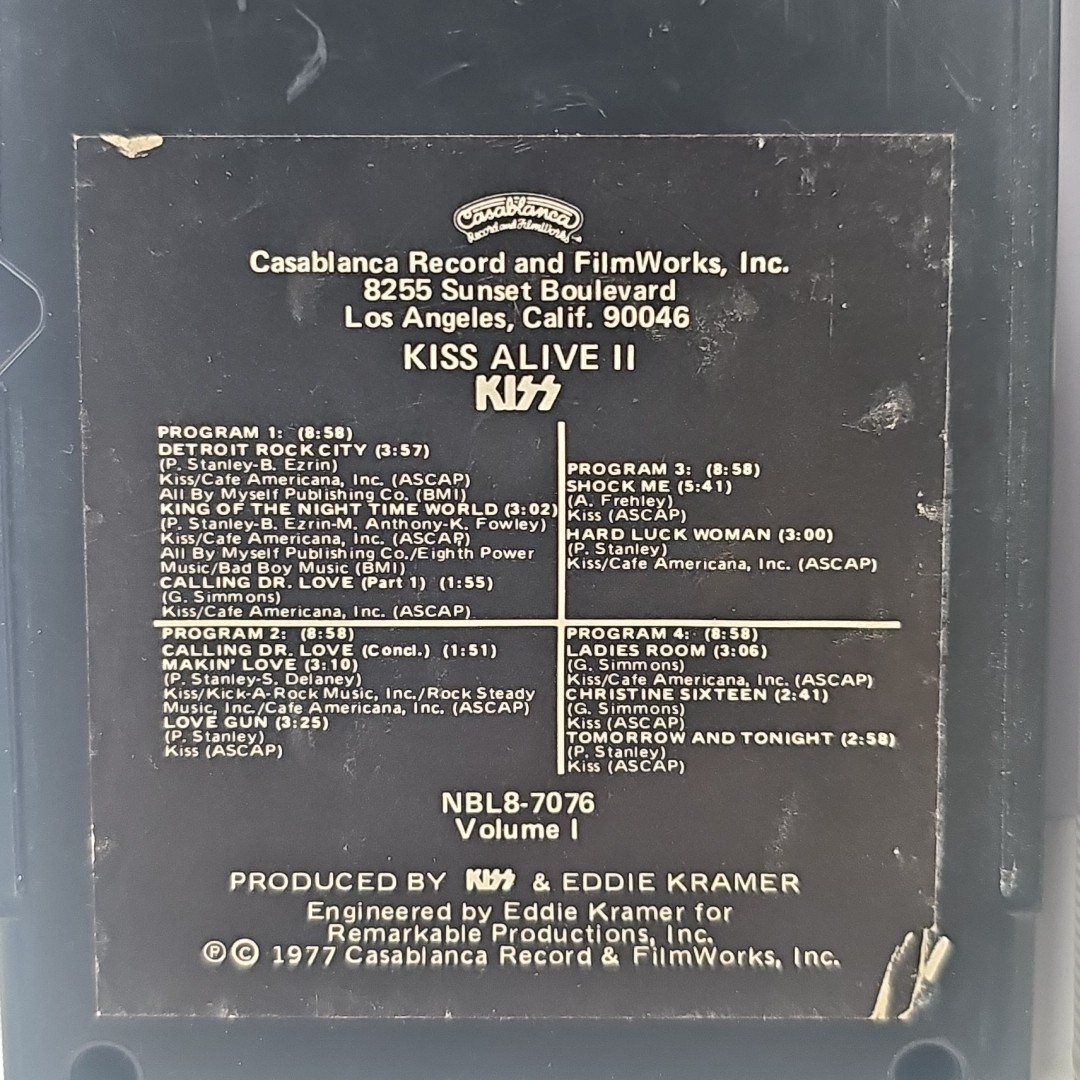 Casablanca
Record and FilmWorks
Casablanca Record and FilmWorks, Inc.
8255 Sunset Boulevard
Los Angeles, Calif. 90046
KISS ALIVE II
KISS
PROGRAM 1: (8:58)
DETROIT ROCK CITY (3:57)
(P. Stanley-B. Ezrin)
Kiss/Cafe Americana, Inc. (ASCAP)
All By Myself Publishing Co. (BMI)
KING OF THE NIGHT TIME WORLD (3:02)
(P. Stanley-B. Ezrin-M. Anthony-K. Fowley)
Kiss/Cafe Americana, Inc. (ASCAP)
All By Myself Publishing Co./Eighth Power
Music/Bad Boy Music (BMI)
CALLING DR. LOVE (Part 1) (1:55)
(G. Simmons)
Kiss/Cafe Americana, Inc. (ASCAP)
PROGRAM 2: (8:58)
CALLING DR. LOVE (Concl.) (1:51)
MAKIN' LOVE (3:10)
(P. Stanley-S. Delaney)
Kiss/Kick-A-Rock Music, Inc./Rock Steady
Music, Inc./Cafe Americana, Inc. (ASCAP)
LOVE GUN (3:25)
(P. Stanley)
Kiss (ASCAP)
PROGRAM 3: (8:58)
SHOCK ME (5:41)
(A. Frehley)
Kiss (ASCAP)
HARD LUCK WOMAN (3:00)
(P. Stanley)
Kiss/Cafe Americana, Inc. (ASCAP)
PROGRAM 4: (8:58)
LADIES ROOM (3:06)
(G. Simmons)
Kiss/Cafe Americana, Inc. (ASCAP)
CHRISTINE SIXTEEN (2:41)
(G. Simmons)
Kiss (ASCAP)
TOMORROW AND TONIGHT (2:58)
(P. Stanley)
Kiss (ASCAP)
NBL8-7076
Volume I
PRODUCED BY KISS & EDDIE KRAMER
Engineered by Eddie Kramer for
Remarkable Productions, Inc.
℗ © 1977 Casablanca Record & FilmWorks, Inc.